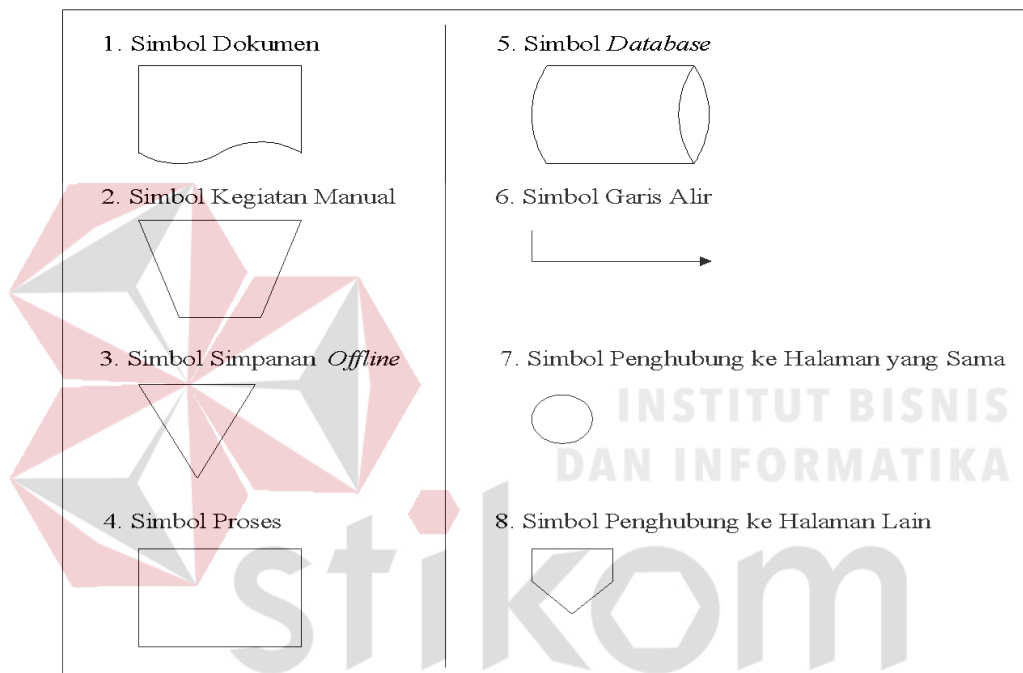 1. Simbol Dokumen
2. Simbol Kegiatan Manual
3. Simbol Simpanan Offline
4. Simbol Proses
5. Simbol Database
6. Simbol Garis Alir
7. Simbol Penghubung ke Halaman yang Sama
8. Simbol Penghubung ke Halaman Lain
INSTITUT BISNIS
DAN INFORMATIKA
stikom